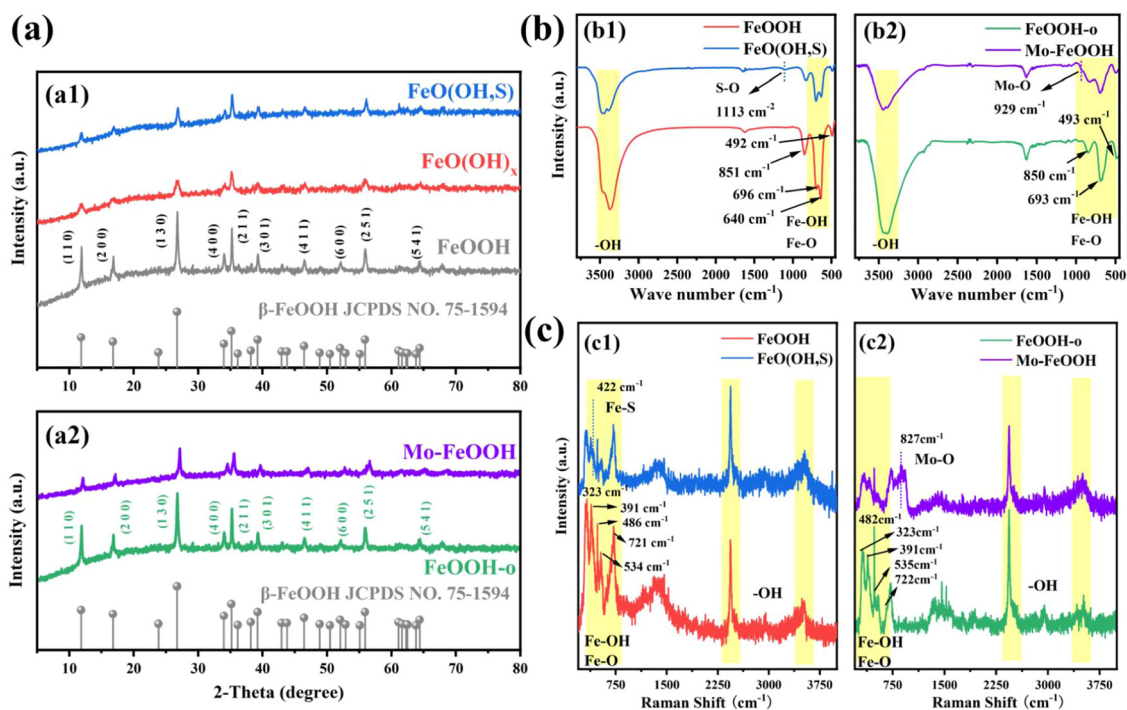 (a)
(a1)
FeO(OH,S)
FeO(OH)x
FeOOH
(1 1 0)
(2 0 0)
(1 3 0)
(4 0 0)
(2 1 1)
(3 0 1)
(4 1 1)
(6 0 0)
(2 5 1)
(5 4 1)
β-FeOOH JCPDS NO. 75-1594
Intensity (a.u.)
10 20 30 40 50 60 70 80
(a2)
Mo-FeOOH
(1 1 0)
(2 0 0)
(1 3 0)
(4 0 0)
(2 1 1)
(3 0 1)
(4 1 1)
(6 0 0)
(2 5 1)
(5 4 1)
FeOOH-o
β-FeOOH JCPDS NO. 75-1594
Intensity (a.u.)
10 20 30 40 50 60 70 80
2-Theta (degree)
(b)
(b1)
FeOOH
FeO(OH,S)
S-O
1113 cm-2
492 cm-1
851 cm-1
696 cm-1
640 cm-1
Fe-OH
Fe-O
-OH
Intensity (a.u.)
3750 3000 2250 1500 750
Wave number (cm-1)
(b2)
FeOOH-o
Mo-FeOOH
Mo-O
929 cm-1
493 cm-1
850 cm-1
693 cm-1
Fe-OH
Fe-O
-OH
3750 3000 2250 1500 750
Wave number (cm-1)
(c)
(c1)
FeOOH
FeO(OH,S)
422 cm-1
Fe-S
323 cm-1
391 cm-1
486 cm-1
721 cm-1
534 cm-1
-OH
Fe-OH
Fe-O
Intensity (a.u.)
750 1500 2250 3000 3750
Raman Shift (cm-1)
(c2)
FeOOH-o
Mo-FeOOH
827cm-1
Mo-O
482cm-1
323cm-1
391cm-1
535cm-1
722cm-1
-OH
Fe-OH
Fe-O
750 1500 2250 3000 3750
Raman Shift (cm-1)